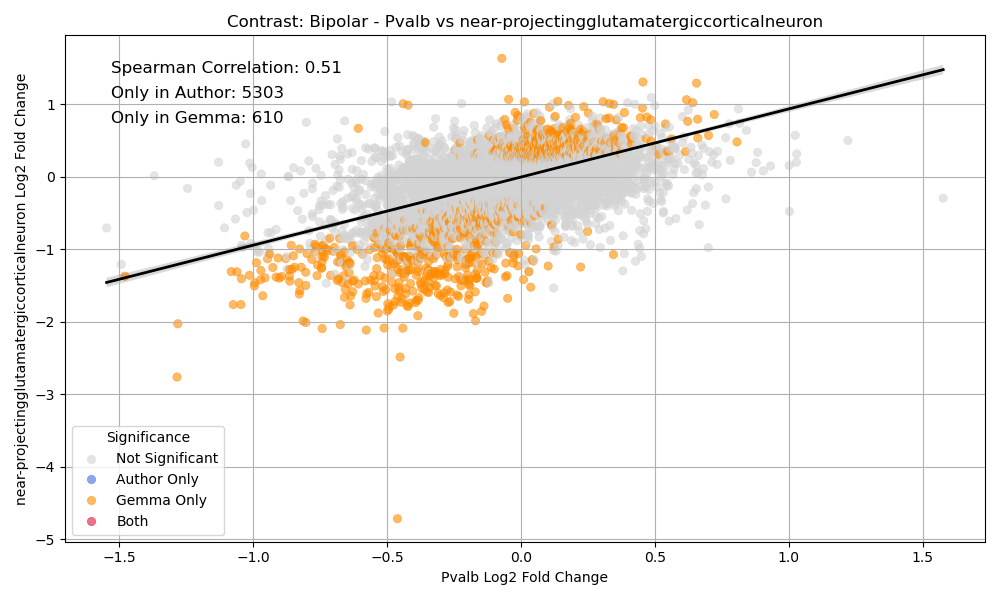 Contrast: Bipolar - Pvalb vs near-projectingglutamatergiccorticalneuron
Spearman Correlation: 0.51
Only in Author: 5303
Only in Gemma: 610
near-projectingglutamatergiccorticalneuron Log2 Fold Change
1
0
−1
−2
−3
−4
−5
Significance
Not Significant
Author Only
Gemma Only
Both
−1.5 −1.0 −0.5 0.0 0.5 1.0 1.5
Pvalb Log2 Fold Change